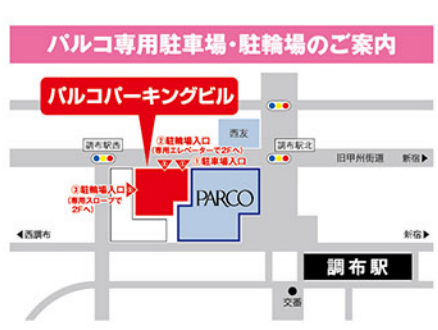 パルコ専用駐車場・駐輪場のご案内
パルコパーキングビル
西友
調布駅西
②駐輪場入口
(専用エレベーターで2Fへ)
①駐車場入口
調布駅北
旧甲州街道 新宿▶
③駐輪場入口
(専用スロープで
2Fへ)
PARCO
◀西調布
新宿▶
調布駅
交番